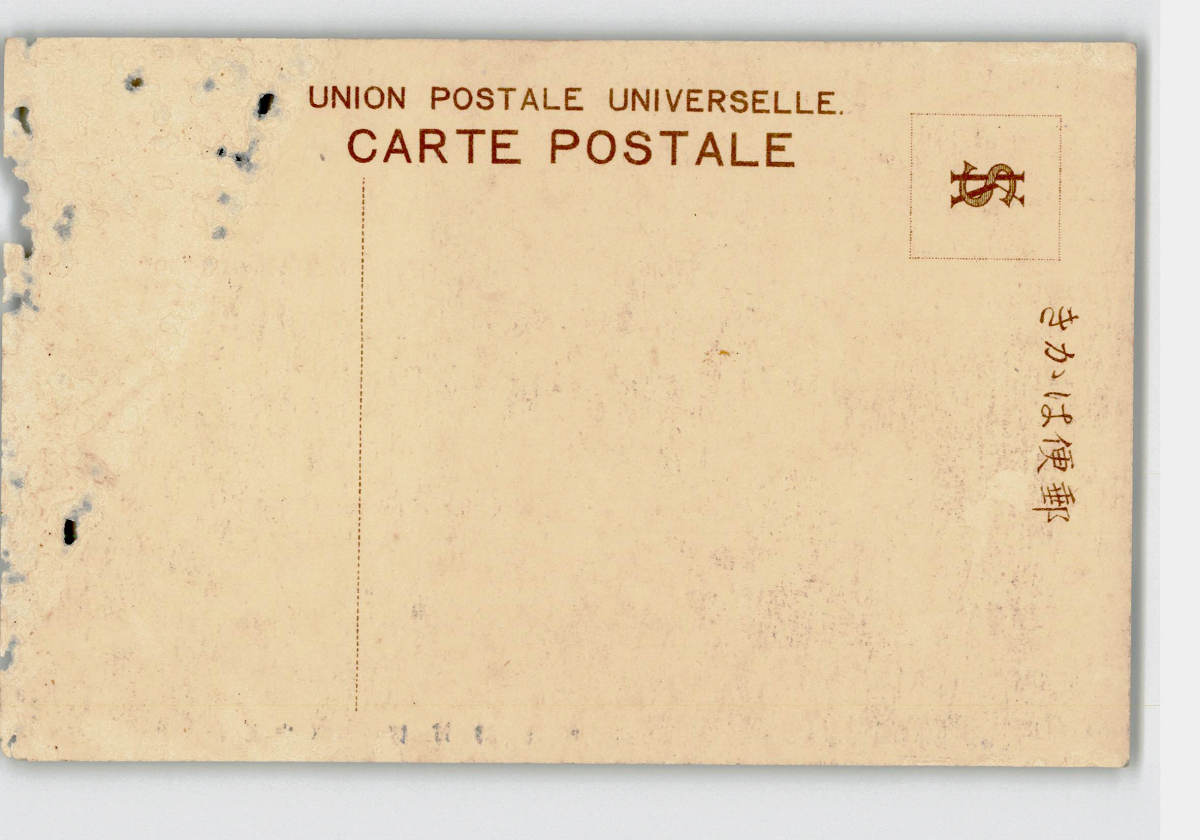 UNION POSTALE UNIVERSELLE.
CARTE POSTALE
郵便はかき